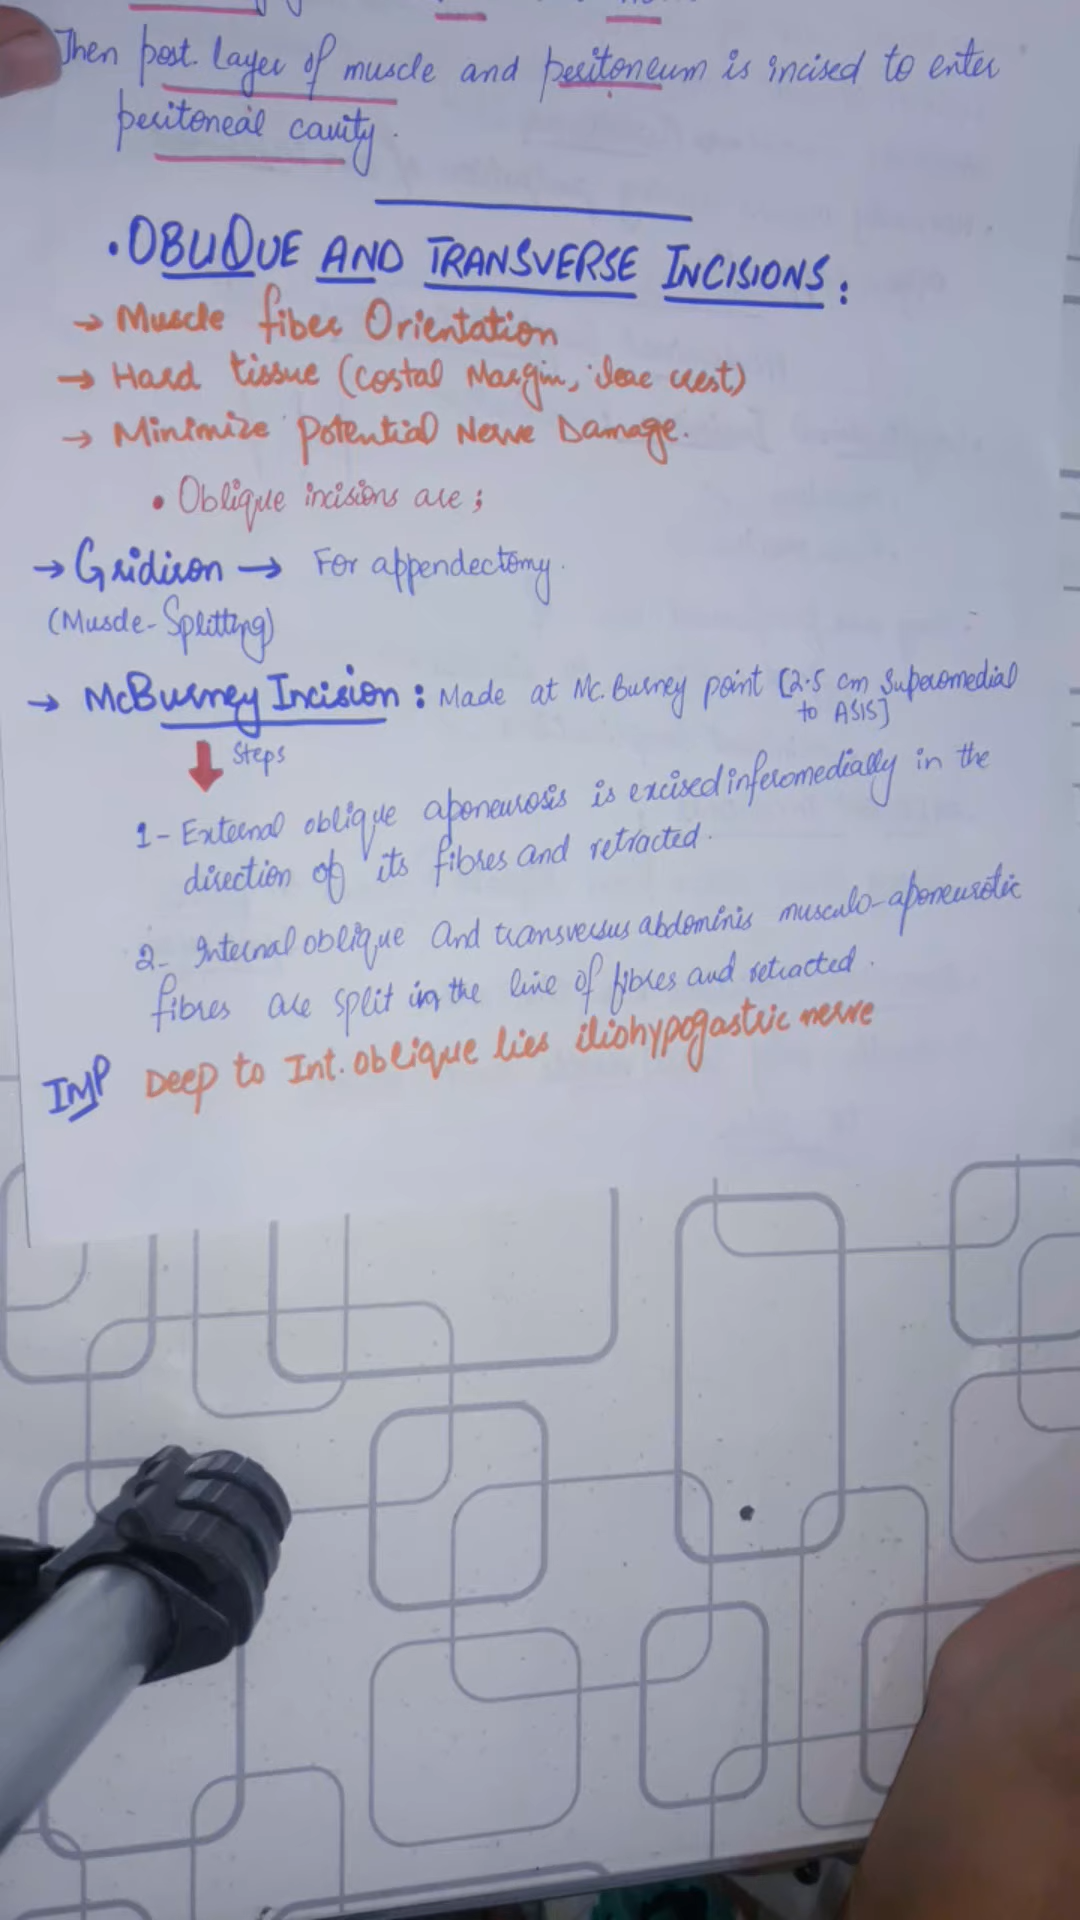 Then post. layer of muscle and peritoneum is incised to enter
peritoneal cavity.
• OBLIQUE AND TRANSVERSE INCISIONS:
→ Muscle fiber Orientation
→ Hard tissue (Costal Margin, iliac crest)
→ Minimize potential Nerve Damage.
• Oblique incisions are;
→ Gridiron → For appendectomy.
(Muscle-Splitting)
→ McBurney Incision: Made at Mc.Burney point [2.5 cm Superomedial
to ASIS]
Steps
1- External oblique aponeurosis is excised inferomedially in the
direction of its fibres and retracted.
2- Internal oblique and transversus abdominis musculo-aponeurotic
fibres are split in the line of fibres and retracted.
IMP Deep to Int. oblique lies iliohypogastric nerve